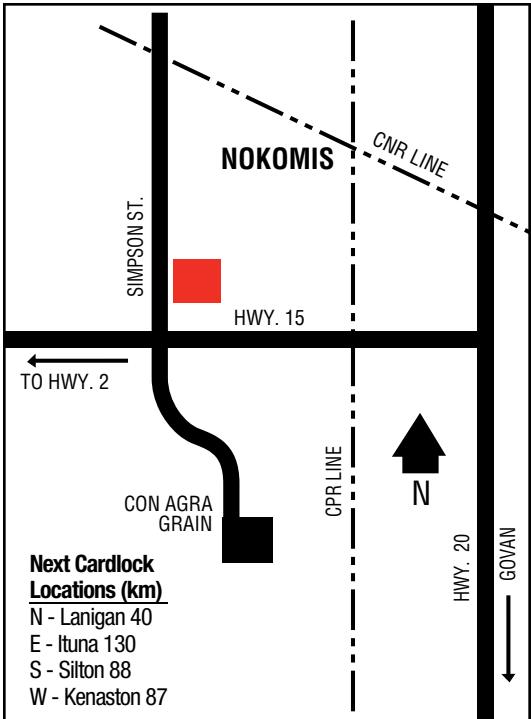 NOKOMIS
CNR LINE
SIMPSON ST.
HWY. 15
TO HWY. 2
CPR LINE
N
CON AGRA
GRAIN
HWY. 20
GOVAN
Next Cardlock
Locations (km)
N - Lanigan 40
E - Ituna 130
S - Silton 88
W - Kenaston 87